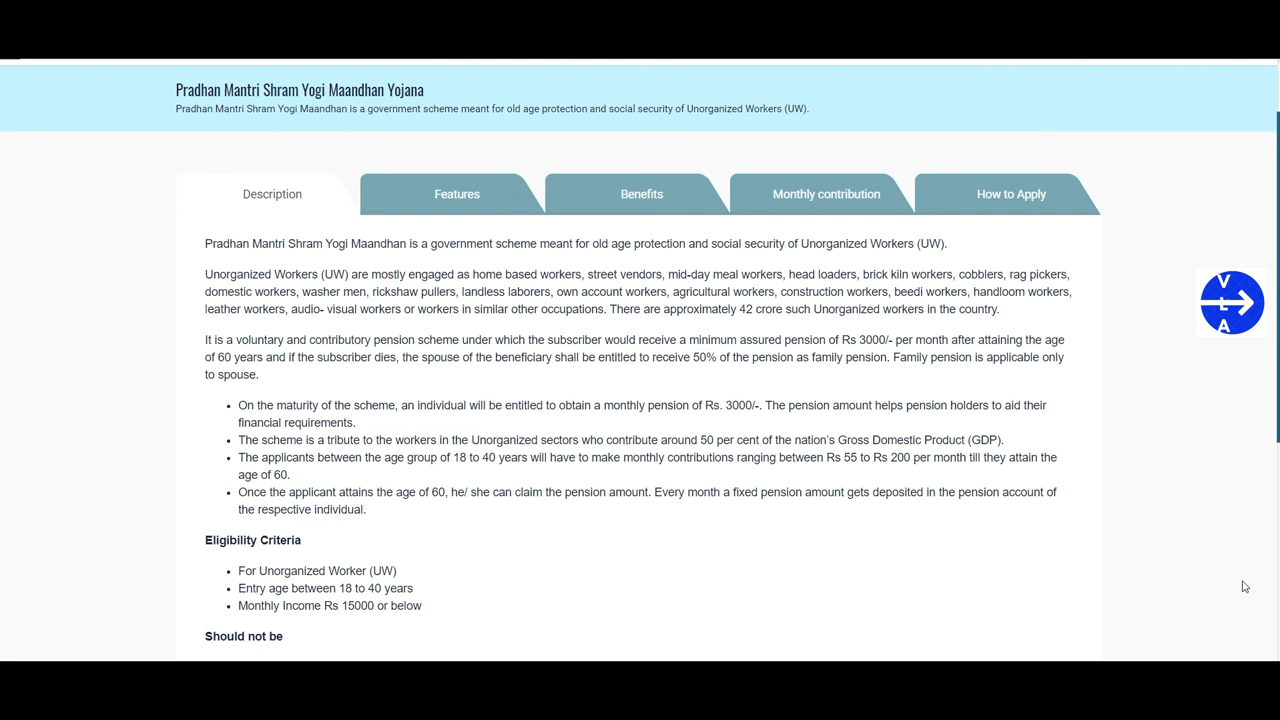 Pradhan Mantri Shram Yogi Maandhan Yojana
Pradhan Mantri Shram Yogi Maandhan is a government scheme meant for old age protection and social security of Unorganized Workers (UW).
Description
Features
Benefits
Monthly contribution
How to Apply
Pradhan Mantri Shram Yogi Maandhan is a government scheme meant for old age protection and social security of Unorganized Workers (UW).
Unorganized Workers (UW) are mostly engaged as home based workers, street vendors, mid-day meal workers, head loaders, brick kiln workers, cobblers, rag pickers,
domestic workers, washer men, rickshaw pullers, landless laborers, own account workers, agricultural workers, construction workers, beedi workers, handloom workers,
leather workers, audio- visual workers or workers in similar other occupations. There are approximately 42 crore such Unorganized workers in the country.
It is a voluntary and contributory pension scheme under which the subscriber would receive a minimum assured pension of Rs 3000/- per month after attaining the age
of 60 years and if the subscriber dies, the spouse of the beneficiary shall be entitled to receive 50% of the pension as family pension. Family pension is applicable only
to spouse.
• On the maturity of the scheme, an individual will be entitled to obtain a monthly pension of Rs. 3000/-. The pension amount helps pension holders to aid their
financial requirements.
• The scheme is a tribute to the workers in the Unorganized sectors who contribute around 50 per cent of the nation's Gross Domestic Product (GDP).
• The applicants between the age group of 18 to 40 years will have to make monthly contributions ranging between Rs 55 to Rs 200 per month till they attain the
age of 60.
• Once the applicant attains the age of 60, he/ she can claim the pension amount. Every month a fixed pension amount gets deposited in the pension account of
the respective individual.
Eligibility Criteria
• For Unorganized Worker (UW)
• Entry age between 18 to 40 years
• Monthly Income Rs 15000 or below
Should not be
V
L
A